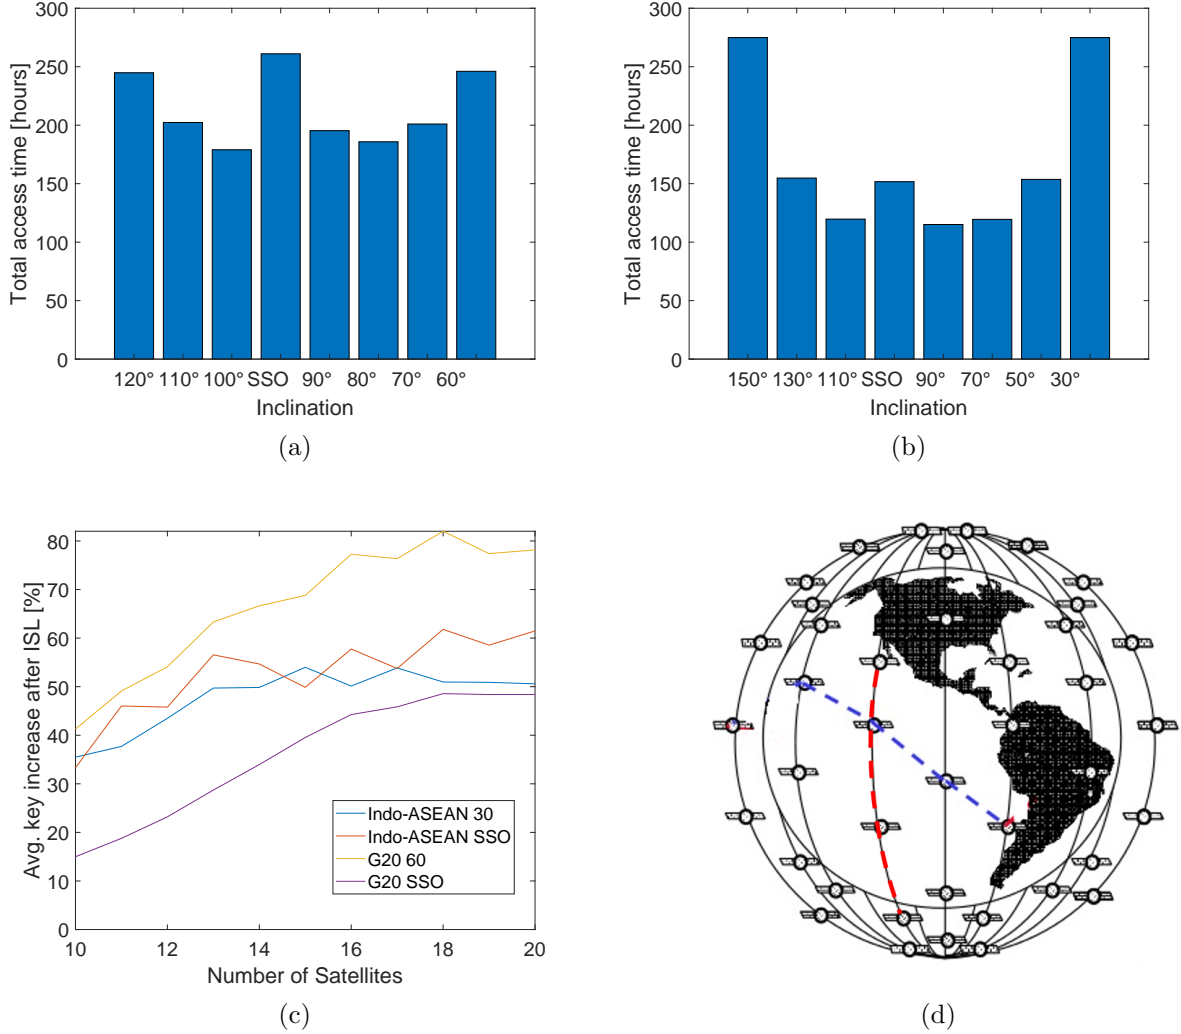 300
250
200
150
100
50
0
Total access time [hours]
120° 110° 100° SSO 90° 80° 70° 60°
Inclination
(a)
300
250
200
150
100
50
0
Total access time [hours]
150° 130° 110° SSO 90° 70° 50° 30°
Inclination
(b)
80
70
60
50
40
30
20
10
0
Avg. key increase after ISL [%]
Indo-ASEAN 30
Indo-ASEAN SSO
G20 60
G20 SSO
10 12 14 16 18 20
Number of Satellites
(c)
(d)